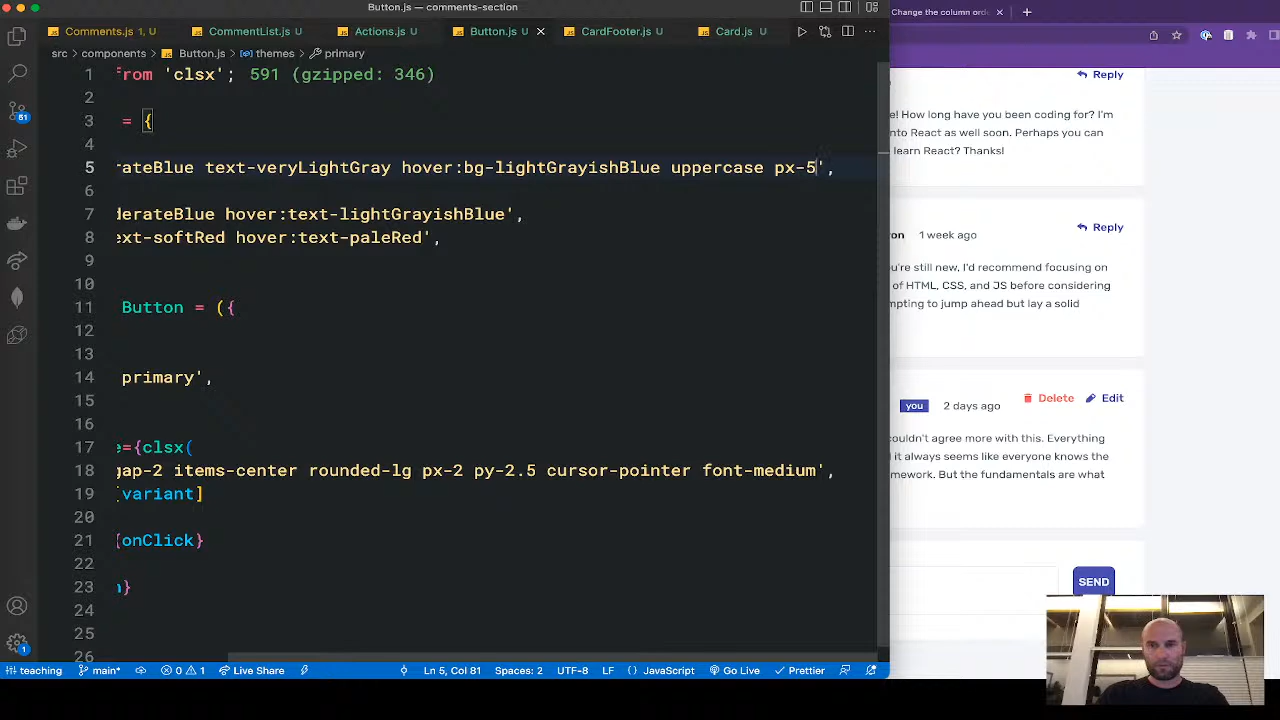 Button.js — comments-section
Change the column orde
Comments.js 1, U
CommentList.js U
Actions.js U
Button.js U
CardFooter.js U
Card.js U
src > components > Button.js > themes > primary
1 from 'clsx'; 591 (gzipped: 346)
2
3 = {
4
5 rateBlue text-veryLightGray hover:bg-lightGrayishBlue uppercase px-5',
6
7 derateBlue hover:text-lightGrayishBlue',
8 ext-softRed hover:text-paleRed',
9
10
11 Button = ({
12
13
14 primary',
15
16
17 e={clsx(
18 gap-2 items-center rounded-lg px-2 py-2.5 cursor-pointer font-medium',
19 [variant]
20
21 {onClick}
22
23 n}
24
25
26
51
1
teaching
main*
0 1
Live Share
Ln 5, Col 81
Spaces: 2
UTF-8
LF
{ } JavaScript
Go Live
Prettier
Reply
e! How long have you been coding for? I'm
nto React as well soon. Perhaps you can
learn React? Thanks!
on 1 week ago
Reply
u're still new, I'd recommend focusing on
of HTML, CSS, and JS before considering
mpting to jump ahead but lay a solid
you 2 days ago
Delete Edit
couldn't agree more with this. Everything
d it always seems like everyone knows the
mework. But the fundamentals are what
SEND